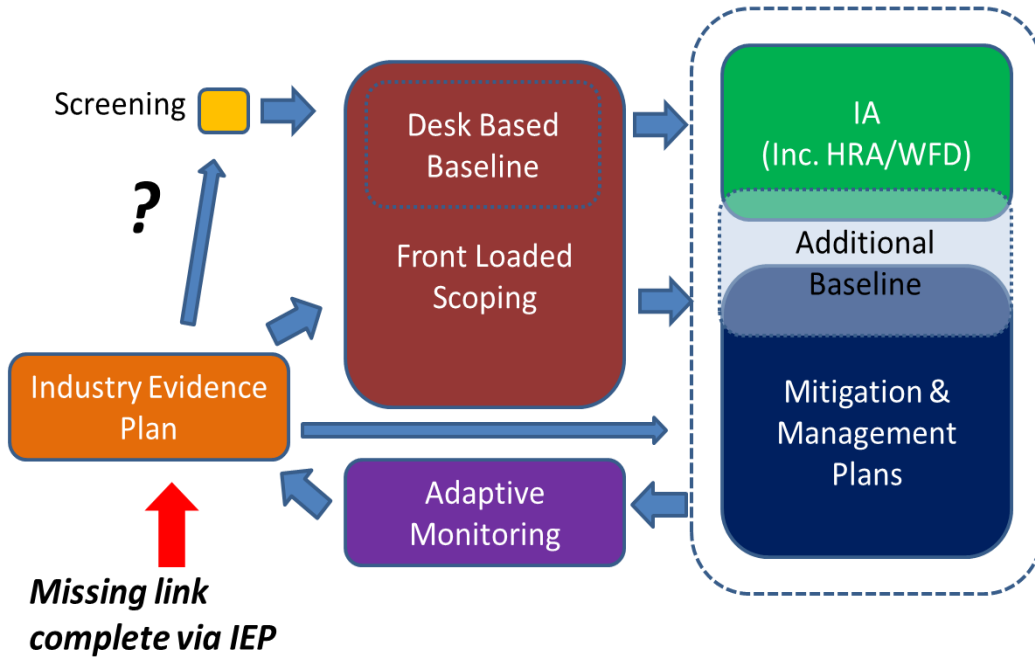 Screening
?
Desk Based
Baseline
Front Loaded
Scoping
IA
(Inc. HRA/WFD)
Additional
Baseline
Mitigation &
Management
Plans
Industry Evidence
Plan
Adaptive
Monitoring
Missing link
complete via IEP